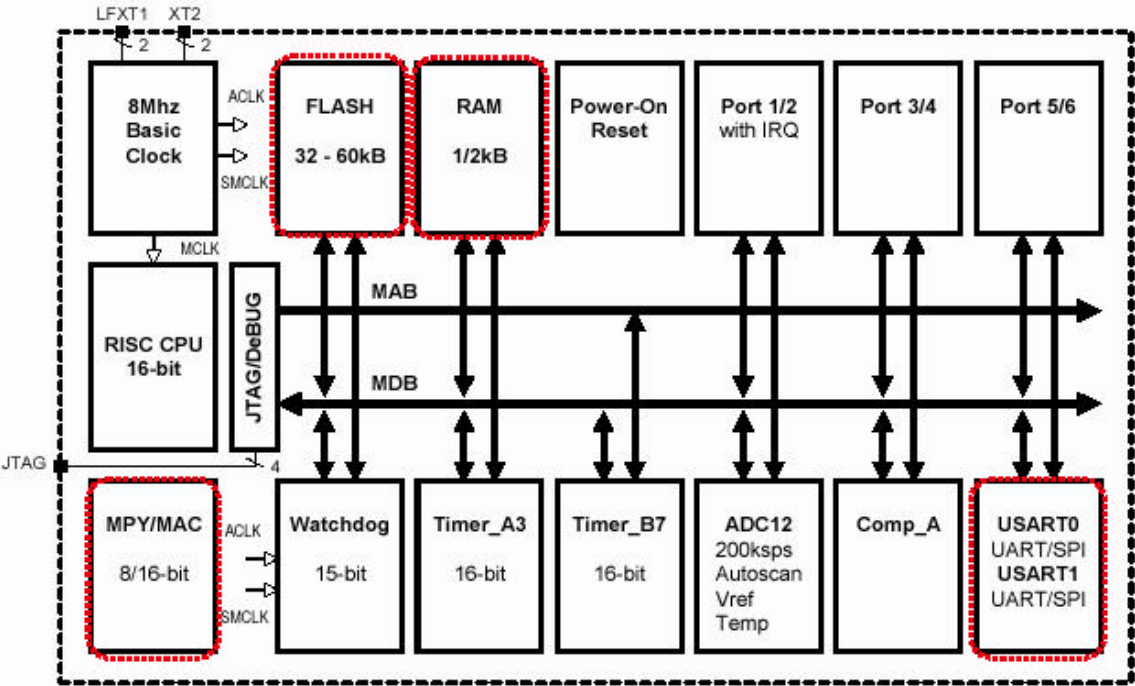 LFXT1 XT2
2 2
8Mhz
Basic
Clock
ACLK
SMCLK
MCLK
FLASH
32 - 60kB
RAM
1/2kB
Power-On
Reset
Port 1/2
with IRQ
Port 3/4
Port 5/6
RISC CPU
16-bit
JTAG/DeBUG
MAB
MDB
JTAG
4
MPY/MAC
8/16-bit
ACLK
SMCLK
Watchdog
15-bit
Timer_A3
16-bit
Timer_B7
16-bit
ADC12
200ksps
Autoscan
Vref
Temp
Comp_A
USART0
UART/SPI
USART1
UART/SPI